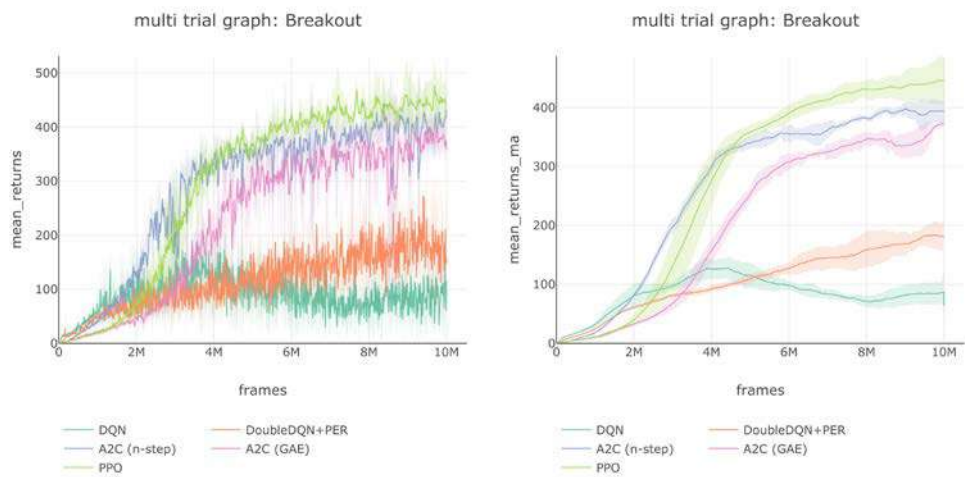 multi trial graph: Breakout
mean_returns
500
400
300
200
100
0
0 2M 4M 6M 8M 10M
frames
DQN DoubleDQN+PER
A2C (n-step) A2C (GAE)
PPO
multi trial graph: Breakout
mean_returns_ma
400
300
200
100
0
0 2M 4M 6M 8M 10M
frames
DQN DoubleDQN+PER
A2C (n-step) A2C (GAE)
PPO